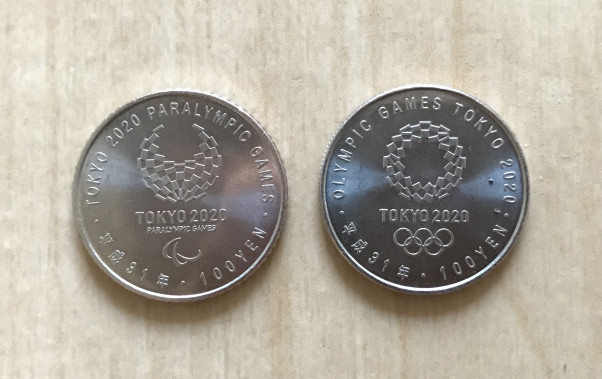 TOKYO 2020 PARALYMPIC GAMES
TOKYO 2020
PARALYMPIC GAMES
平成31年・100YEN
OLYMPIC GAMES TOKYO 2020
TOKYO 2020
平成31年・100YEN